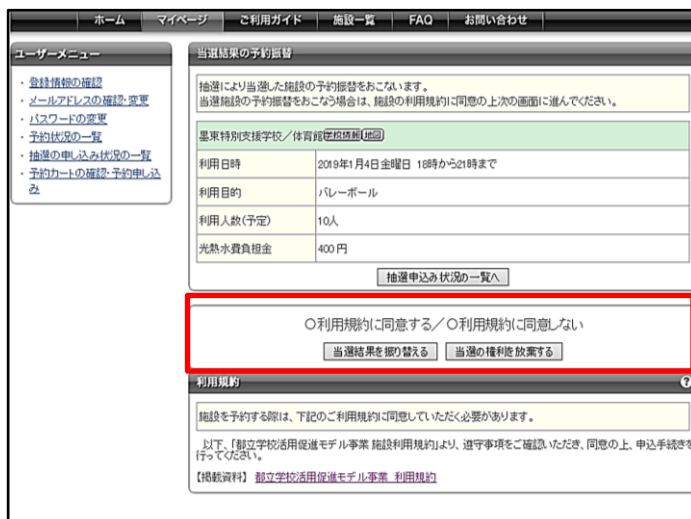 ホーム マイページ ご利用ガイド 施設一覧 FAQ お問い合わせ
ユーザーメニュー
・登録情報の確認
・メールアドレスの確認・変更
・パスワードの変更
・予約状況の一覧
・抽選の申し込み状況の一覧
・予約カートの確認・予約申し込
み
当選結果の予約振替
抽選により当選した施設の予約振替をおこないます。
当選施設の予約振替をおこなう場合は、施設の利用規約に同意の上次の画面に進んでください。
墨東特別支援学校／体育館 学校情報 地図
利用日時 2019年1月4日金曜日 18時から21時まで
利用目的 バレーボール
利用人数(予定) 10人
光熱水費負担金 400円
抽選申込み状況の一覧へ
○利用規約に同意する／○利用規約に同意しない
当選結果を振り替える 当選の権利を放棄する
利用規約 ?
施設を予約する際は、下記のご利用規約に同意していただく必要があります。
以下、「都立学校活用促進モデル事業 施設利用規約」より、遵守事項をご確認いただき、同意の上、申込手続きを
行ってください。
【掲載資料】 都立学校活用促進モデル事業 利用規約